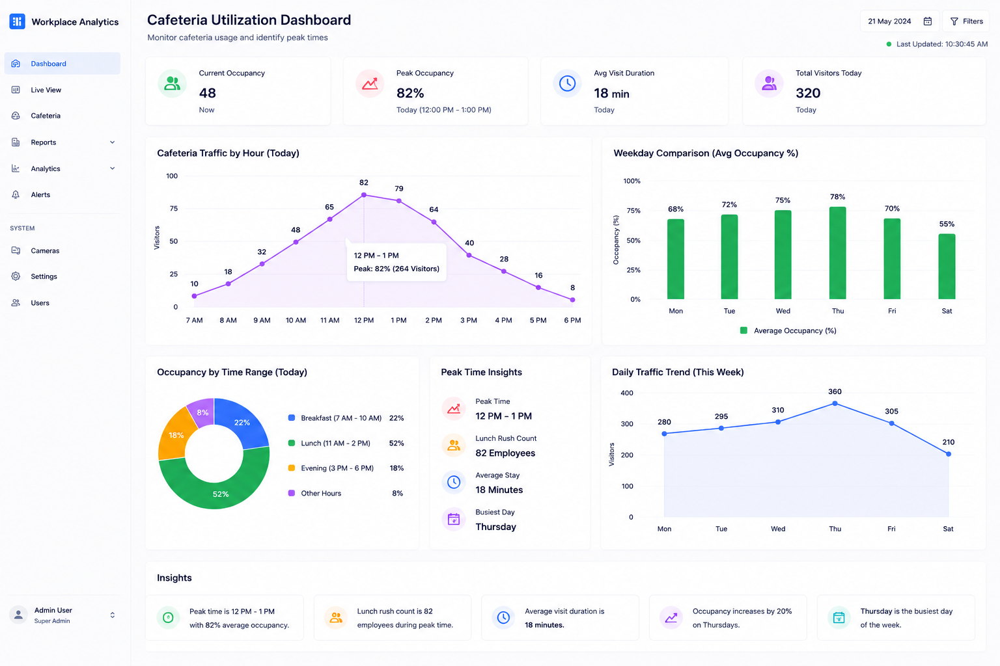 Workplace Analytics
Dashboard
Live View
Cafeteria
Reports
Analytics
Alerts
SYSTEM
Cameras
Settings
Users
Admin User
Super Admin
Cafeteria Utilization Dashboard
Monitor cafeteria usage and identify peak times
21 May 2024
Filters
Last Updated: 10:30:45 AM
Current Occupancy
48
Now
Peak Occupancy
82%
Today (12:00 PM - 1:00 PM)
Avg Visit Duration
18 min
Today
Total Visitors Today
320
Today
Cafeteria Traffic by Hour (Today)
Visitors
100
75
50
25
0
10
18
32
48
65
82
79
64
40
28
16
8
12 PM - 1 PM
Peak: 82% (264 Visitors)
7 AM
8 AM
9 AM
10 AM
11 AM
12 PM
1 PM
2 PM
3 PM
4 PM
5 PM
6 PM
Weekday Comparison (Avg Occupancy %)
Occupancy (%)
100%
75%
50%
25%
0%
68%
72%
75%
78%
70%
55%
Mon
Tue
Wed
Thu
Fri
Sat
Average Occupancy (%)
Occupancy by Time Range (Today)
8%
22%
18%
52%
Breakfast (7 AM - 10 AM) 22%
Lunch (11 AM - 2 PM) 52%
Evening (3 PM - 6 PM) 18%
Other Hours 8%
Peak Time Insights
Peak Time
12 PM - 1 PM
Lunch Rush Count
82 Employees
Average Stay
18 Minutes
Busiest Day
Thursday
Daily Traffic Trend (This Week)
Visitors
400
300
200
100
0
280
295
310
360
305
210
Mon
Tue
Wed
Thu
Fri
Sat
Insights
Peak time is 12 PM - 1 PM
with 82% average occupancy.
Lunch rush count is 82
employees during peak time.
Average visit duration is
18 minutes.
Occupancy increases by 20%
on Thursdays.
Thursday is the busiest day
of the week.